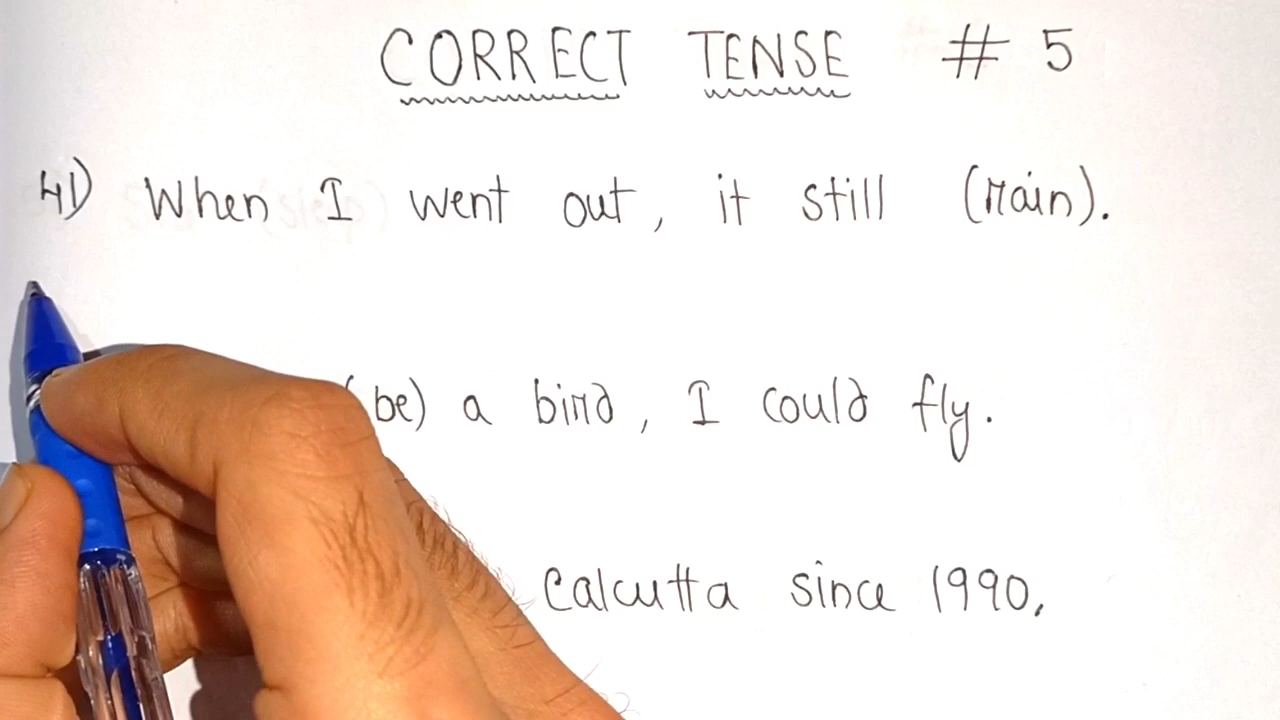 CORRECT TENSE # 5
41) When I went out, it still (rain).
(be) a bird, I could fly.
Calcutta since 1990.